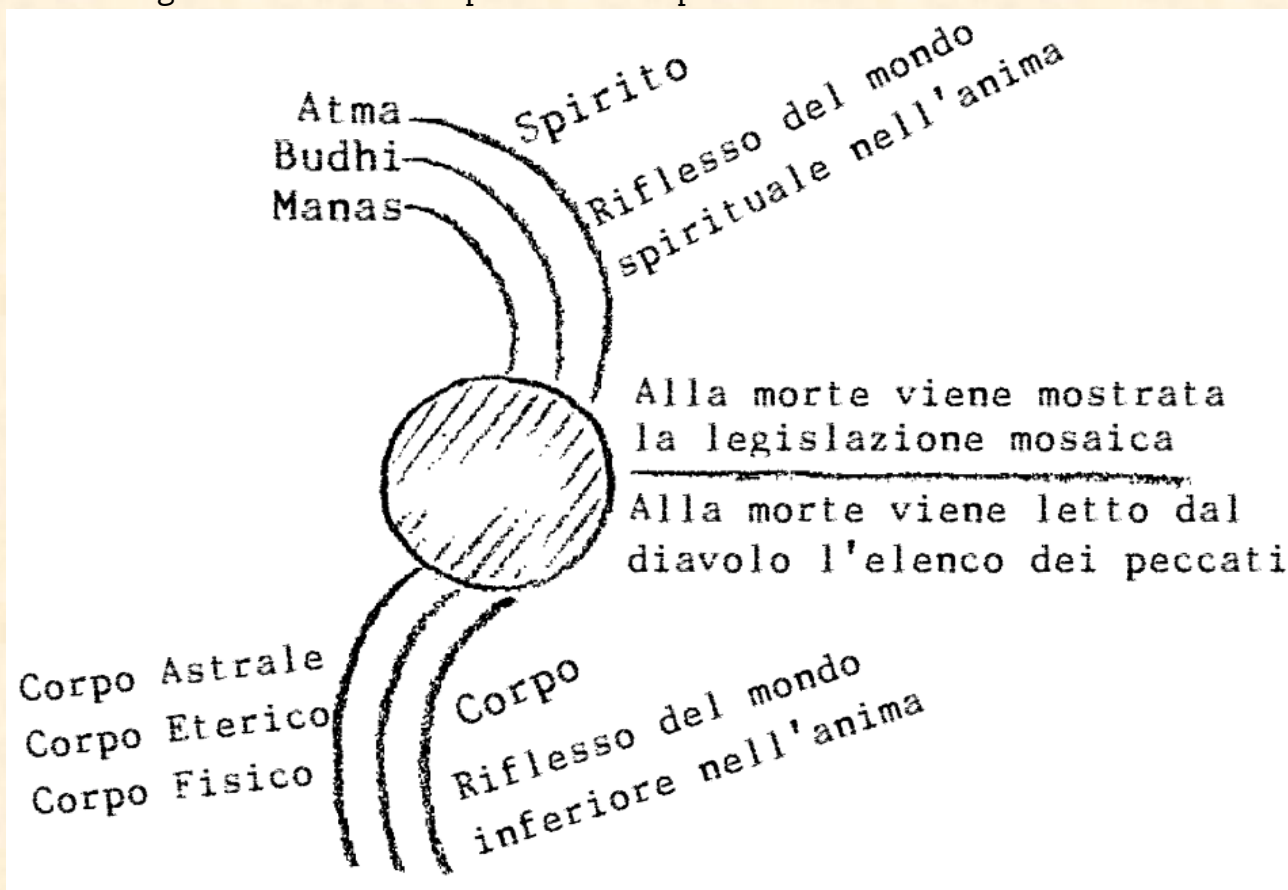 Atma
Budhi
Manas
Spirito
Riflesso del mondo
spirituale nell'anima
Alla morte viene mostrata
la legislazione mosaica
Alla morte viene letto dal
diavolo l'elenco dei peccati
Corpo Astrale
Corpo Eterico
Corpo Fisico
Corpo
Riflesso del mondo
inferiore nell'anima